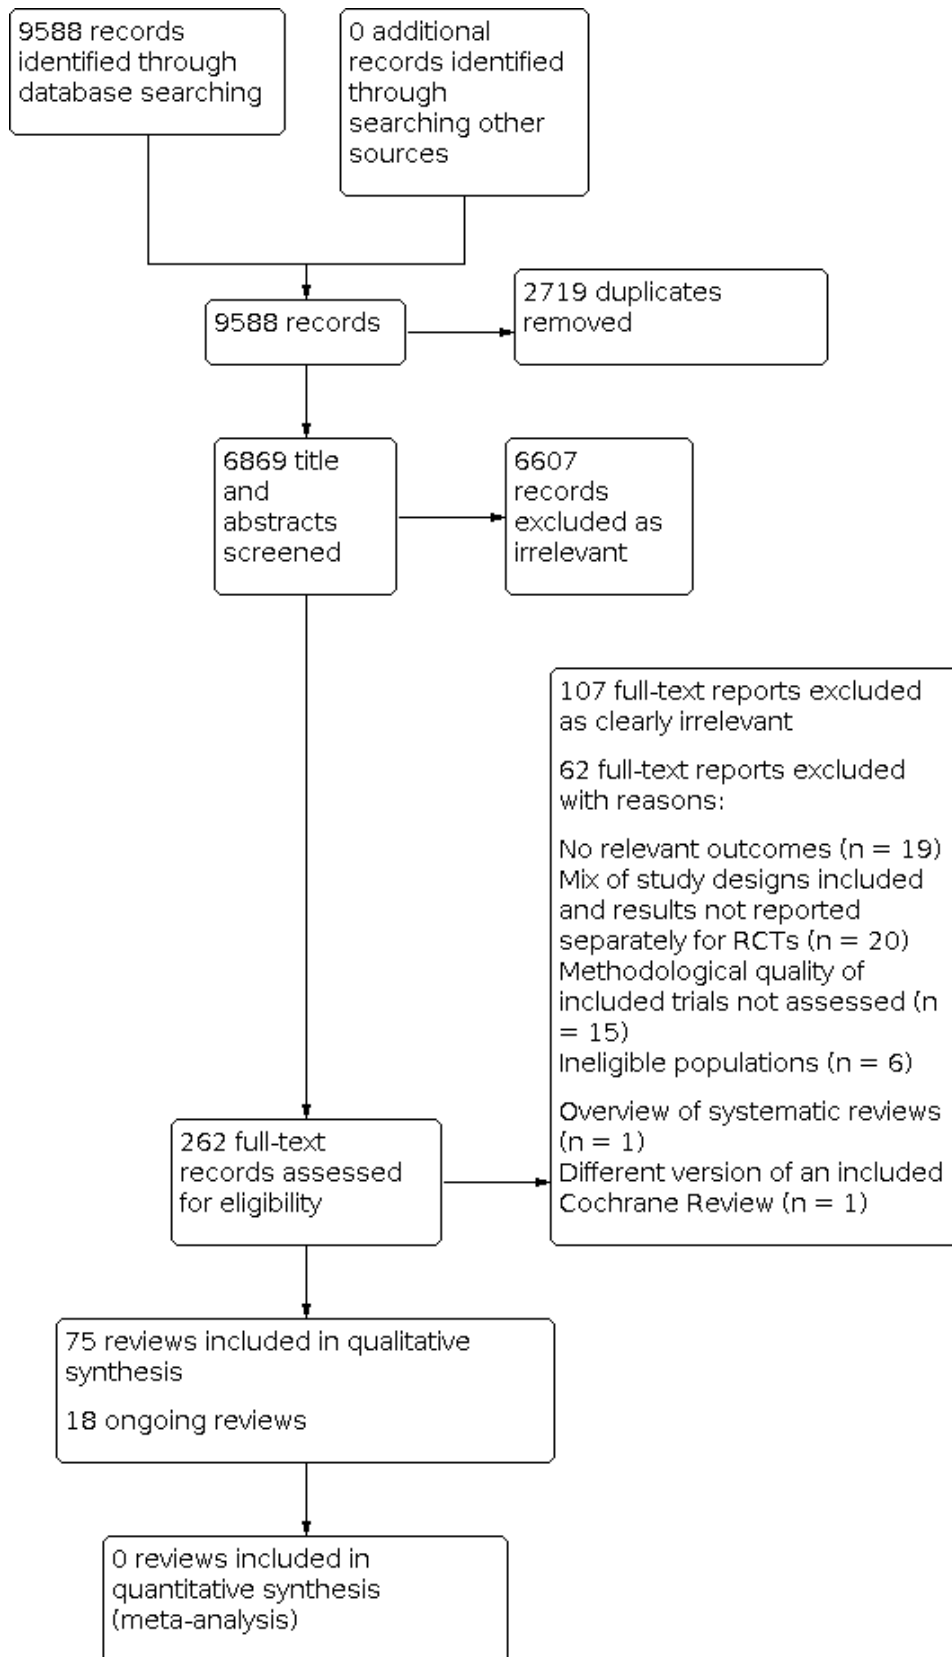 9588 records
identified through
database searching
0 additional
records identified
through
searching other
sources
9588 records
2719 duplicates
removed
6869 title
and
abstracts
screened
6607
records
excluded as
irrelevant
107 full-text reports excluded
as clearly irrelevant
62 full-text reports excluded
with reasons:
No relevant outcomes (n = 19)
Mix of study designs included
and results not reported
separately for RCTs (n = 20)
Methodological quality of
included trials not assessed (n
= 15)
Ineligible populations (n = 6)
Overview of systematic reviews
(n = 1)
Different version of an included
Cochrane Review (n = 1)
262 full-text
records assessed
for eligibility
75 reviews included in qualitative
synthesis
18 ongoing reviews
0 reviews included in
quantitative synthesis
(meta-analysis)